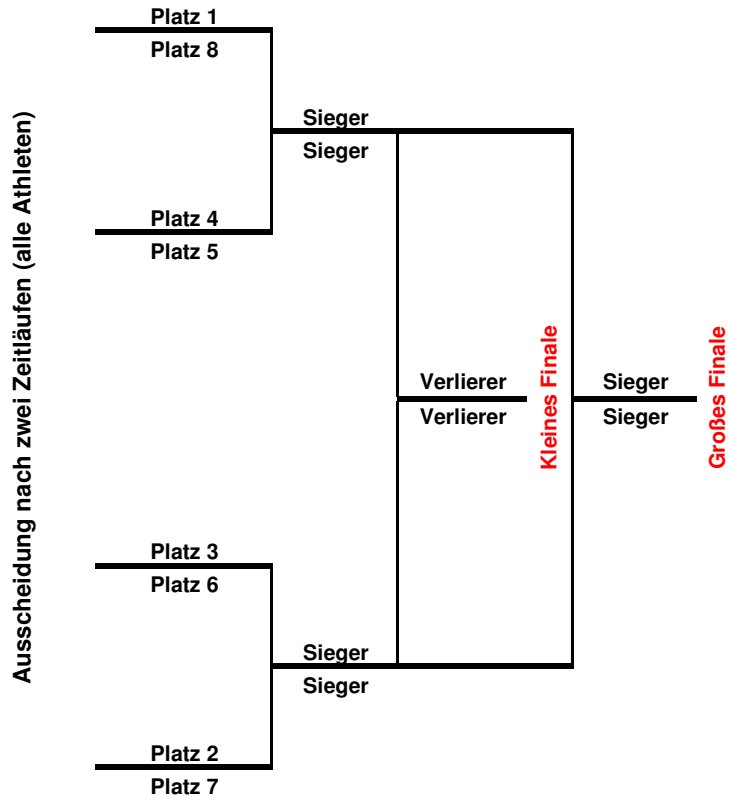 Ausscheidung nach zwei Zeitläufen (alle Athleten)
Platz 1
Platz 8
Sieger
Sieger
Platz 4
Platz 5
Verlierer
Verlierer
Kleines Finale
Sieger
Sieger
Großes Finale
Platz 3
Platz 6
Sieger
Sieger
Platz 2
Platz 7